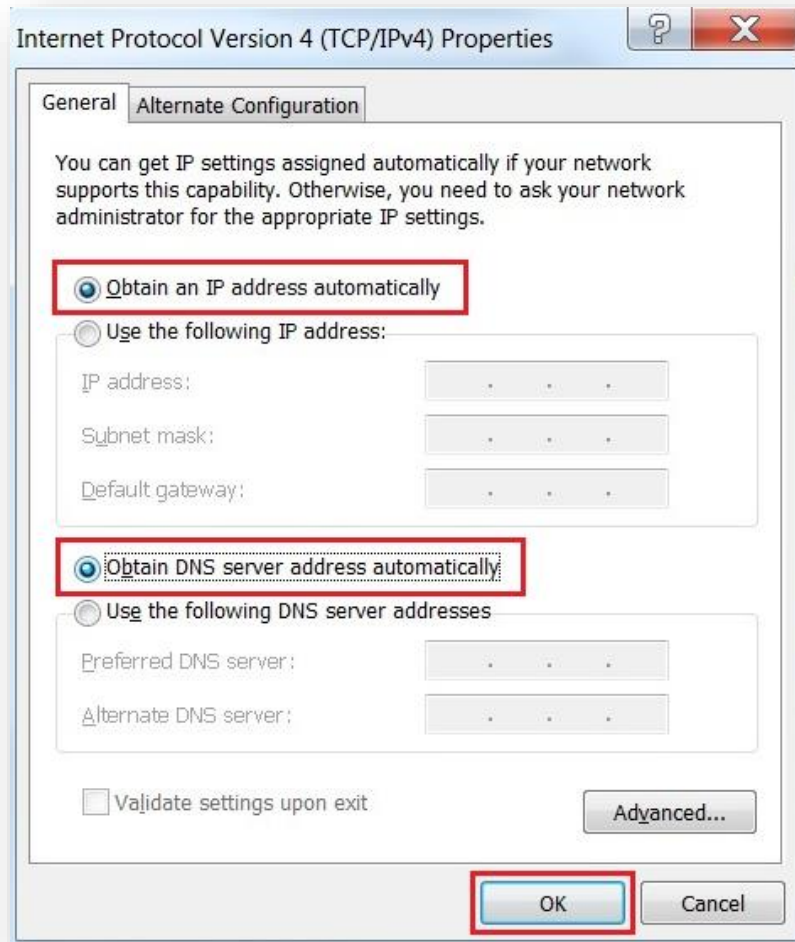 Internet Protocol Version 4 (TCP/IPv4) Properties
General
Alternate Configuration
You can get IP settings assigned automatically if your network
supports this capability. Otherwise, you need to ask your network
administrator for the appropriate IP settings.
Obtain an IP address automatically
Use the following IP address:
IP address:
Subnet mask:
Default gateway:
Obtain DNS server address automatically
Use the following DNS server addresses
Preferred DNS server:
Alternate DNS server:
Validate settings upon exit
Advanced...
OK
Cancel